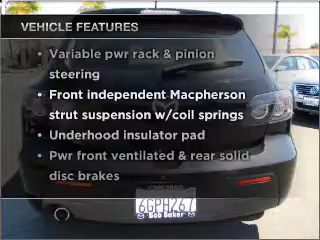 VEHICLE FEATURES
• Variable pwr rack & pinion
steering
• Front independent Macpherson
strut suspension w/coil springs
• Underhood insulator pad
• Pwr front ventilated & rear solid
disc brakes
CARLSBAD
6GPH267
Bob Baker